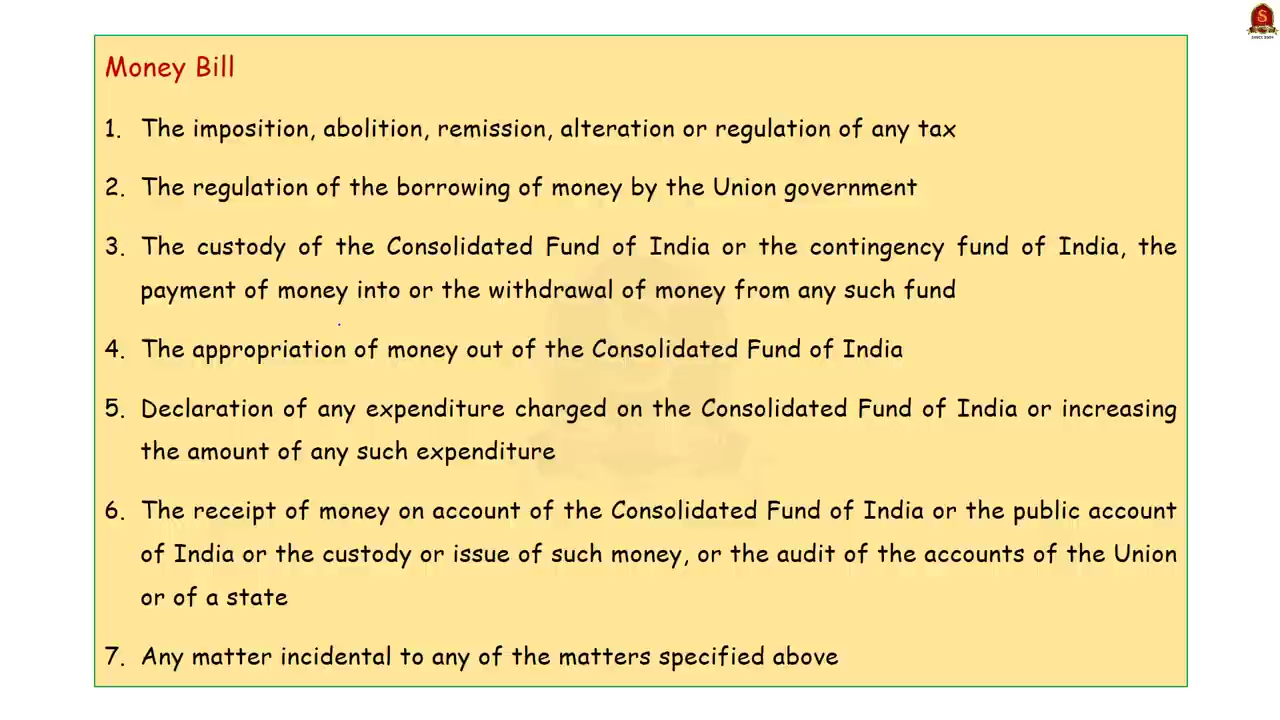 Money Bill
1. The imposition, abolition, remission, alteration or regulation of any tax
2. The regulation of the borrowing of money by the Union government
3. The custody of the Consolidated Fund of India or the contingency fund of India, the
payment of money into or the withdrawal of money from any such fund
4. The appropriation of money out of the Consolidated Fund of India
5. Declaration of any expenditure charged on the Consolidated Fund of India or increasing
the amount of any such expenditure
6. The receipt of money on account of the Consolidated Fund of India or the public account
of India or the custody or issue of such money, or the audit of the accounts of the Union
or of a state
7. Any matter incidental to any of the matters specified above